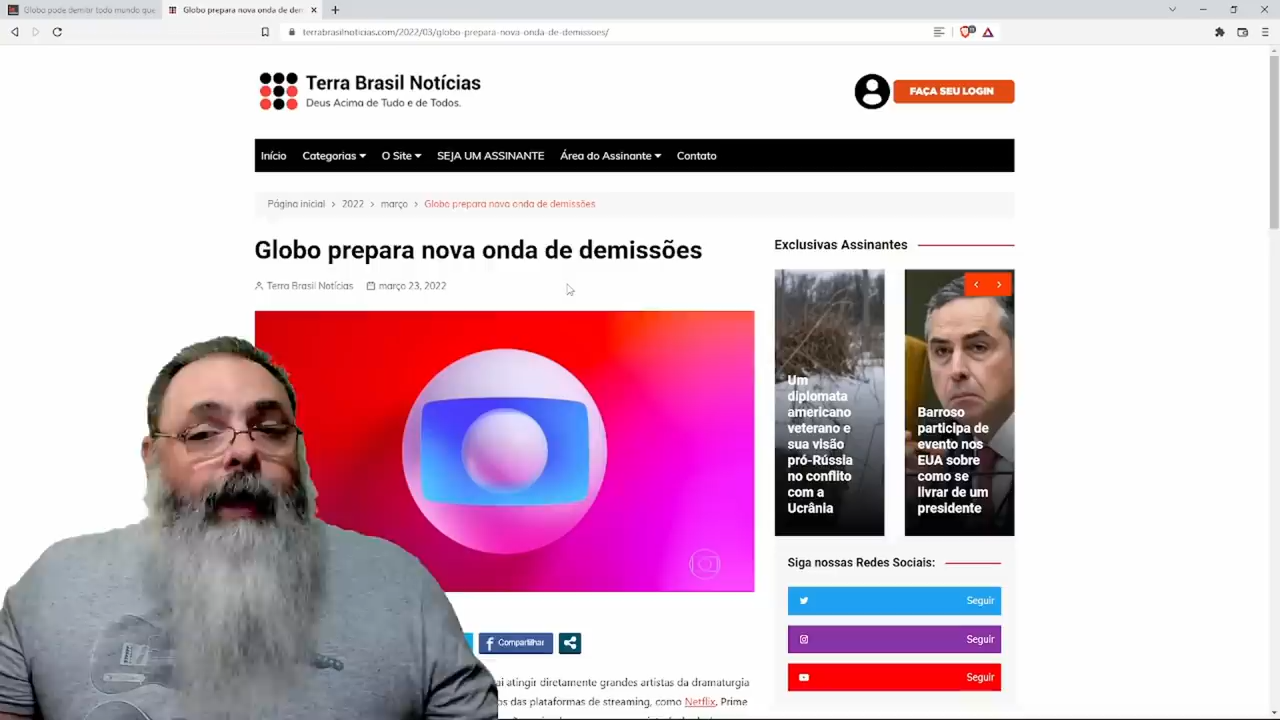 Globo pode demitir todo mundo que
Globo prepara nova onda de dem
terrabrasilnoticias.com/2022/03/globo-prepara-nova-onda-de-demissoes/
Terra Brasil Notícias
Deus Acima de Tudo e de Todos.
FAÇA SEU LOGIN
Início Categorias O Site SEJA UM ASSINANTE Área do Assinante Contato
Página inicial > 2022 > março > Globo prepara nova onda de demissões
Globo prepara nova onda de demissões
Terra Brasil Notícias março 23, 2022
Exclusivas Assinantes
Um
diplomata
americano
veterano e
sua visão
pró-Rússia
no conflito
com a
Ucrânia
Barroso
participa de
evento nos
EUA sobre
como se
livrar de um
presidente
Siga nossas Redes Sociais:
Seguir
Seguir
Seguir
Compartilhar
ai atingir diretamente grandes artistas da dramaturgia
os das plataformas de streaming, como Netflix, Prime